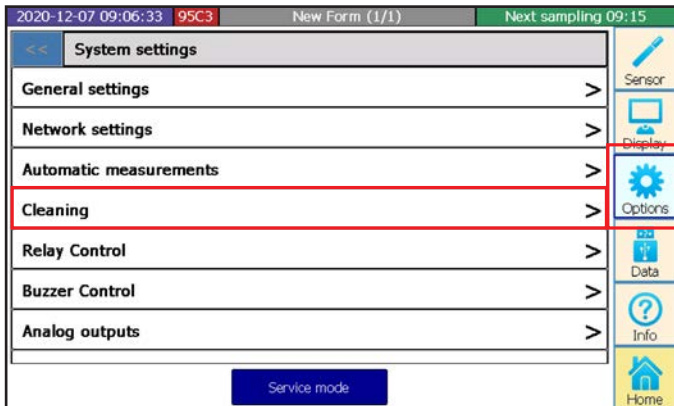 2020-12-07 09:06:33 95C3 New Form (1/1) Next sampling 09:15
<< System settings
Sensor
General settings >
Network settings >
Display
Automatic measurements >
Cleaning >
Options
Relay Control >
Data
Buzzer Control >
Analog outputs >
Info
Service mode
Home